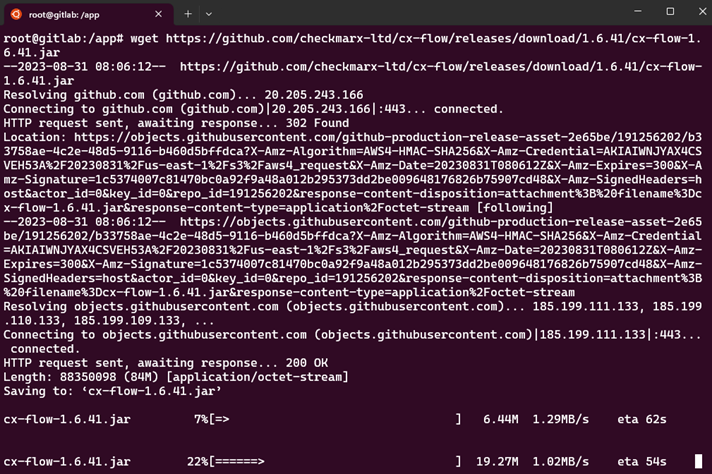 root@gitlab: /app
root@gitlab:/app# wget https://github.com/checkmarx-ltd/cx-flow/releases/download/1.6.41/cx-flow-1.
6.41.jar
--2023-08-31 08:06:12--  https://github.com/checkmarx-ltd/cx-flow/releases/download/1.6.41/cx-flow-
1.6.41.jar
Resolving github.com (github.com)... 20.205.243.166
Connecting to github.com (github.com)|20.205.243.166|:443... connected.
HTTP request sent, awaiting response... 302 Found
Location: https://objects.githubusercontent.com/github-production-release-asset-2e65be/191256202/b3
3758ae-4c2e-48d5-9116-b460d5bffdca?X-Amz-Algorithm=AWS4-HMAC-SHA256&X-Amz-Credential=AKIAIWNJYAX4CS
VEH53A%2F20230831%2Fus-east-1%2Fs3%2Faws4_request&X-Amz-Date=20230831T080612Z&X-Amz-Expires=300&X-A
mz-Signature=1c5374007c81470bc0a92f9a48a012b295373dd2be009648176826b75907cd48&X-Amz-SignedHeaders=h
ost&actor_id=0&key_id=0&repo_id=191256202&response-content-disposition=attachment%3B%20filename%3Dc
x-flow-1.6.41.jar&response-content-type=application%2Foctet-stream [following]
--2023-08-31 08:06:12--  https://objects.githubusercontent.com/github-production-release-asset-2e65
be/191256202/b33758ae-4c2e-48d5-9116-b460d5bffdca?X-Amz-Algorithm=AWS4-HMAC-SHA256&X-Amz-Credential
=AKIAIWNJYAX4CSVEH53A%2F20230831%2Fus-east-1%2Fs3%2Faws4_request&X-Amz-Date=20230831T080612Z&X-Amz-
Expires=300&X-Amz-Signature=1c5374007c81470bc0a92f9a48a012b295373dd2be009648176826b75907cd48&X-Amz-
SignedHeaders=host&actor_id=0&key_id=0&repo_id=191256202&response-content-disposition=attachment%3B
%20filename%3Dcx-flow-1.6.41.jar&response-content-type=application%2Foctet-stream
Resolving objects.githubusercontent.com (objects.githubusercontent.com)... 185.199.111.133, 185.199
.110.133, 185.199.109.133, ...
Connecting to objects.githubusercontent.com (objects.githubusercontent.com)|185.199.111.133|:443...
 connected.
HTTP request sent, awaiting response... 200 OK
Length: 88350098 (84M) [application/octet-stream]
Saving to: ‘cx-flow-1.6.41.jar’
cx-flow-1.6.41.jar          7%[=>                                ]   6.44M  1.29MB/s    eta 62s
cx-flow-1.6.41.jar         22%[======>                           ]  19.27M  1.02MB/s    eta 54s